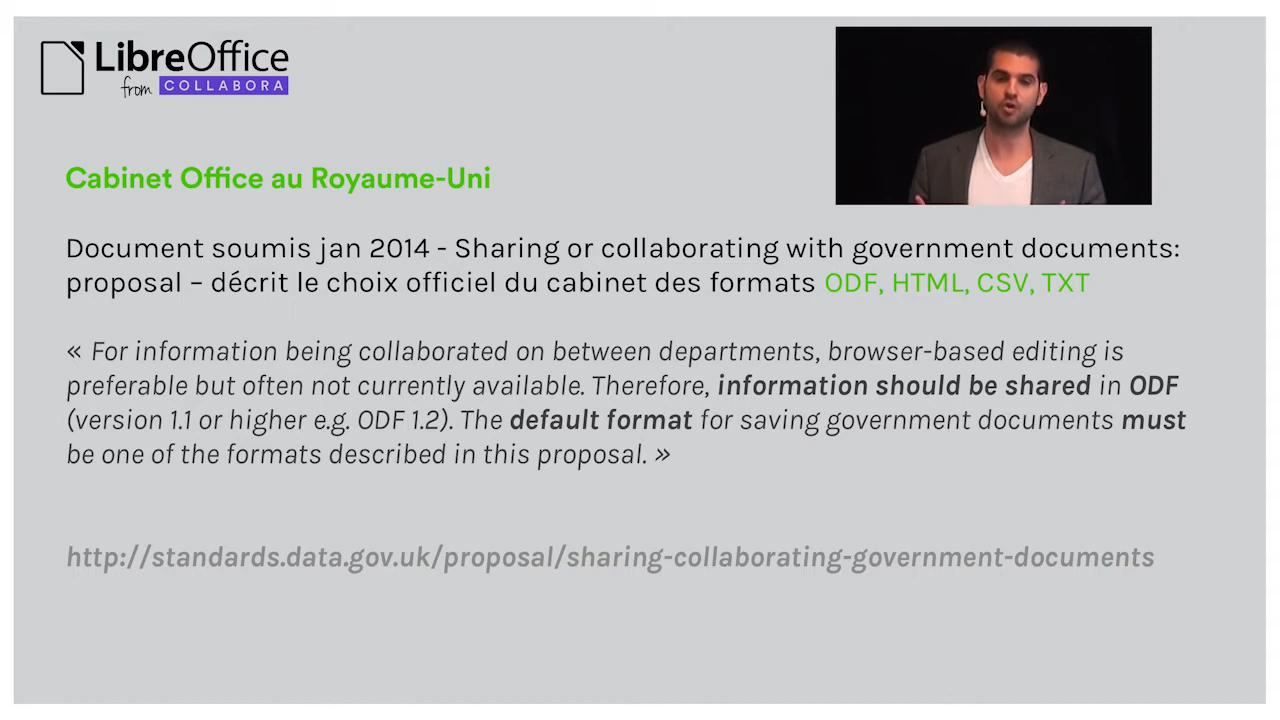 LibreOffice
from COLLABORA
Cabinet Office au Royaume-Uni
Document soumis jan 2014 - Sharing or collaborating with government documents:
proposal – décrit le choix officiel du cabinet des formats ODF, HTML, CSV, TXT
« For information being collaborated on between departments, browser-based editing is
preferable but often not currently available. Therefore, information should be shared in ODF
(version 1.1 or higher e.g. ODF 1.2). The default format for saving government documents must
be one of the formats described in this proposal. »
http://standards.data.gov.uk/proposal/sharing-collaborating-government-documents